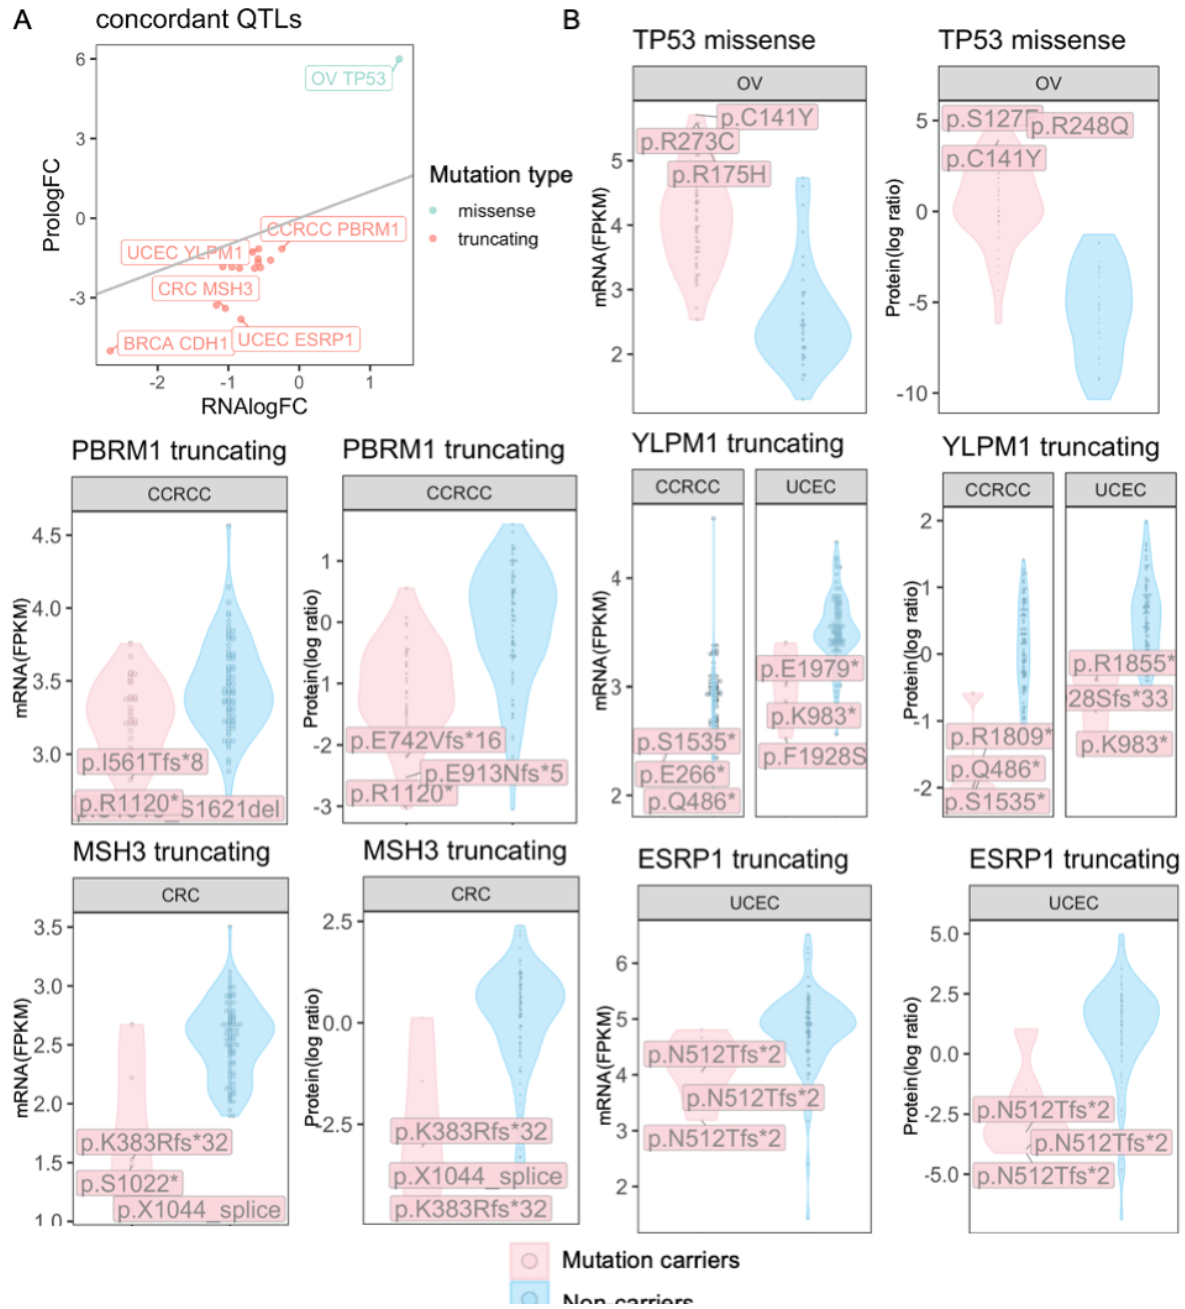 A
concordant QTLs
6
3
0
-3
PrologFC
OV TP53
CCRCC PBRM1
UCEC YLPM1
CRC MSH3
BRCA CDH1
UCEC ESRP1
-2
-1
0
1
RNAlogFC
Mutation type
missense
truncating
B
TP53 missense
OV
mRNA(FPKM)
5
4
3
2
p.C141Y
p.R273C
p.R175H
TP53 missense
OV
Protein(log ratio)
5
0
-5
-10
p.R248Q
p.C141Y
PBRM1 truncating
CCRCC
mRNA(FPKM)
4.5
4.0
3.5
3.0
p.I561Tfs*8
p.R1120*
S1621del
PBRM1 truncating
CCRCC
Protein(log ratio)
1
0
-1
-2
-3
p.E742Vfs*16
p.E913Nfs*5
p.R1120*
YLPM1 truncating
CCRCC
UCEC
mRNA(FPKM)
4
3
2
p.S1535*
p.E266*
p.Q486*
p.E1979*
p.K983*
p.F1928S
YLPM1 truncating
CCRCC
UCEC
Protein(log ratio)
2
1
0
-1
-2
p.R1809*
p.Q486*
p.S1535*
p.R1855*
28Sfs*33
p.K983*
MSH3 truncating
CRC
mRNA(FPKM)
3.5
3.0
2.5
2.0
1.5
1.0
p.K383Rfs*32
p.S1022*
p.X1044_splice
MSH3 truncating
CRC
Protein(log ratio)
2.5
0.0
-2.5
p.K383Rfs*32
p.X1044_splice
p.K383Rfs*32
ESRP1 truncating
UCEC
mRNA(FPKM)
6
5
4
3
2
p.N512Tfs*2
p.N512Tfs*2
p.N512Tfs*2
ESRP1 truncating
UCEC
Protein(log ratio)
5.0
2.5
0.0
-2.5
-5.0
p.N512Tfs*2
p.N512Tfs*2
p.N512Tfs*2
Mutation carriers
Non-carriers